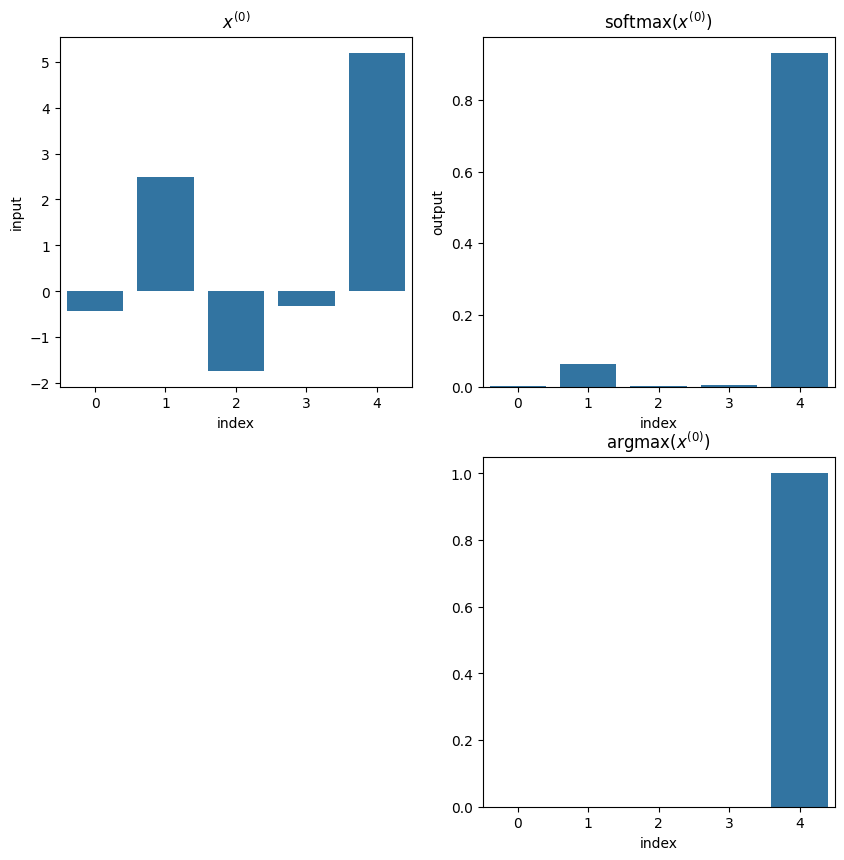 x^(0)
5
4
3
2
1
0
−1
−2
input
0 1 2 3 4
index
softmax(x^(0))
0.8
0.6
0.4
0.2
0.0
output
0 1 2 3 4
index
argmax(x^(0))
1.0
0.8
0.6
0.4
0.2
0.0
0 1 2 3 4
index